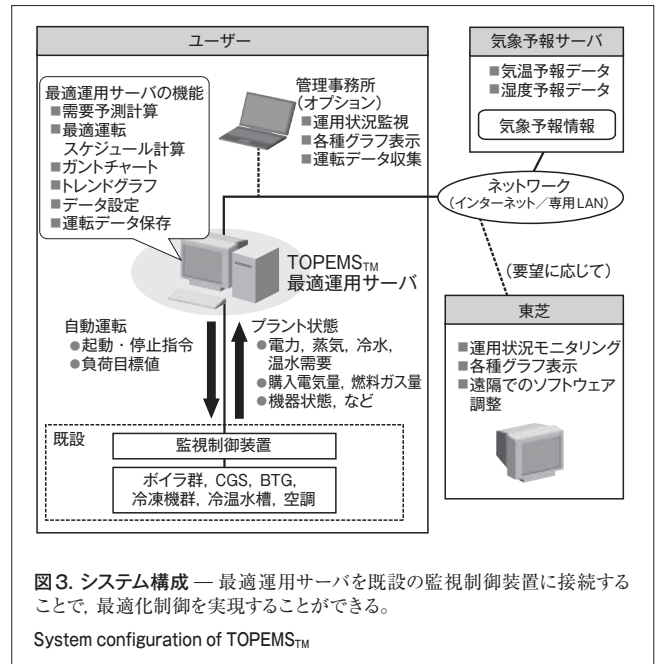 ユーザー
最適運用サーバの機能
■需要予測計算
■最適運転
スケジュール計算
■ガントチャート
■トレンドグラフ
■データ設定
■運転データ保存
管理事務所
(オプション)
■運用状況監視
■各種グラフ表示
■運転データ収集
TOPEMSTM
最適運用サーバ
自動運転
●起動・停止指令
●負荷目標値
プラント状態
●電力, 蒸気, 冷水,
温水需要
●購入電気量, 燃料ガス量
●機器状態, など
既設
監視制御装置
ボイラ群, CGS, BTG,
冷凍機群, 冷温水槽, 空調
気象予報サーバ
■気温予報データ
■湿度予報データ
気象予報情報
ネットワーク
(インターネット/専用LAN)
(要望に応じて)
東芝
■運用状況モニタリング
■各種グラフ表示
■遠隔でのソフトウェア
調整
図3. システム構成 — 最適運用サーバを既設の監視制御装置に接続する
ことで, 最適化制御を実現することができる。
System configuration of TOPEMSTM